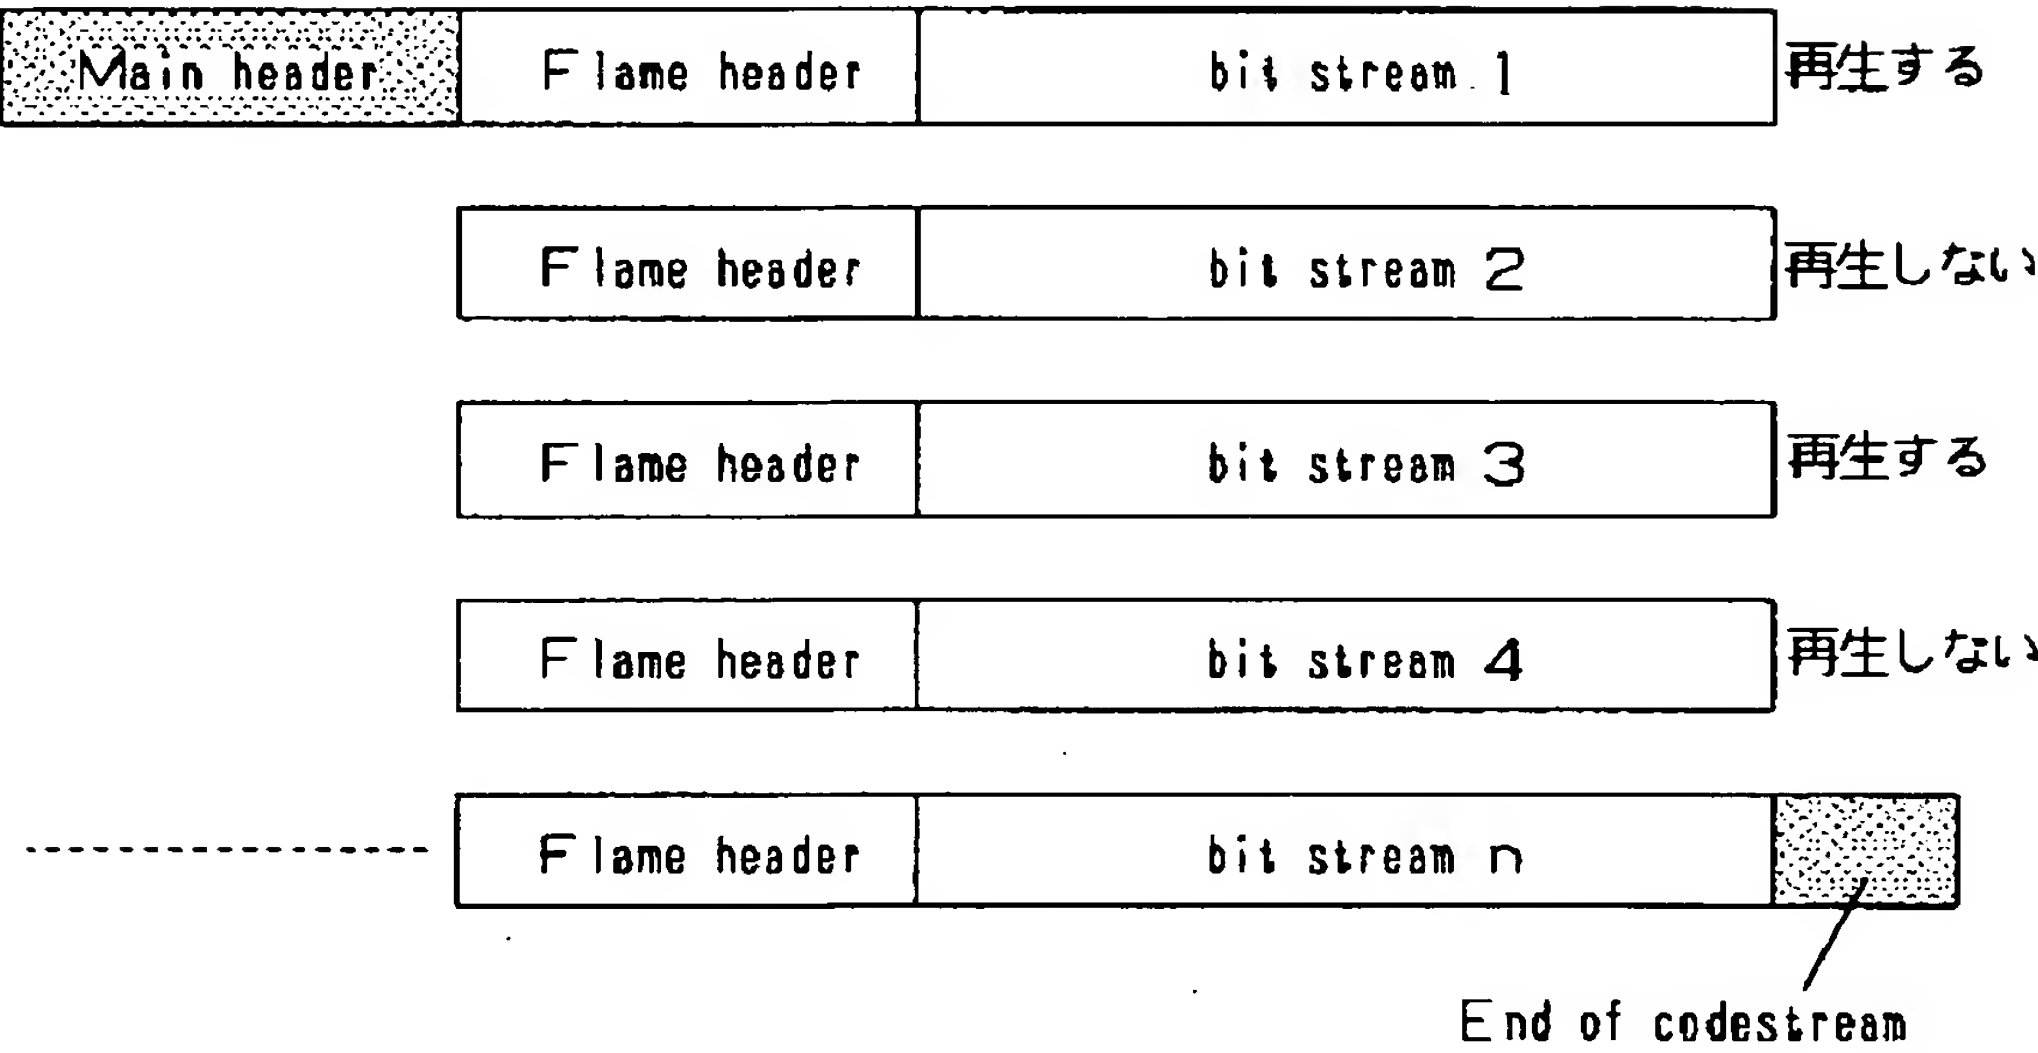 Main header Flame header bit stream 1 再生する
Flame header bit stream 2 再生しない
Flame header bit stream 3 再生する
Flame header bit stream 4 再生しない
Flame header bit stream n
End of codestream